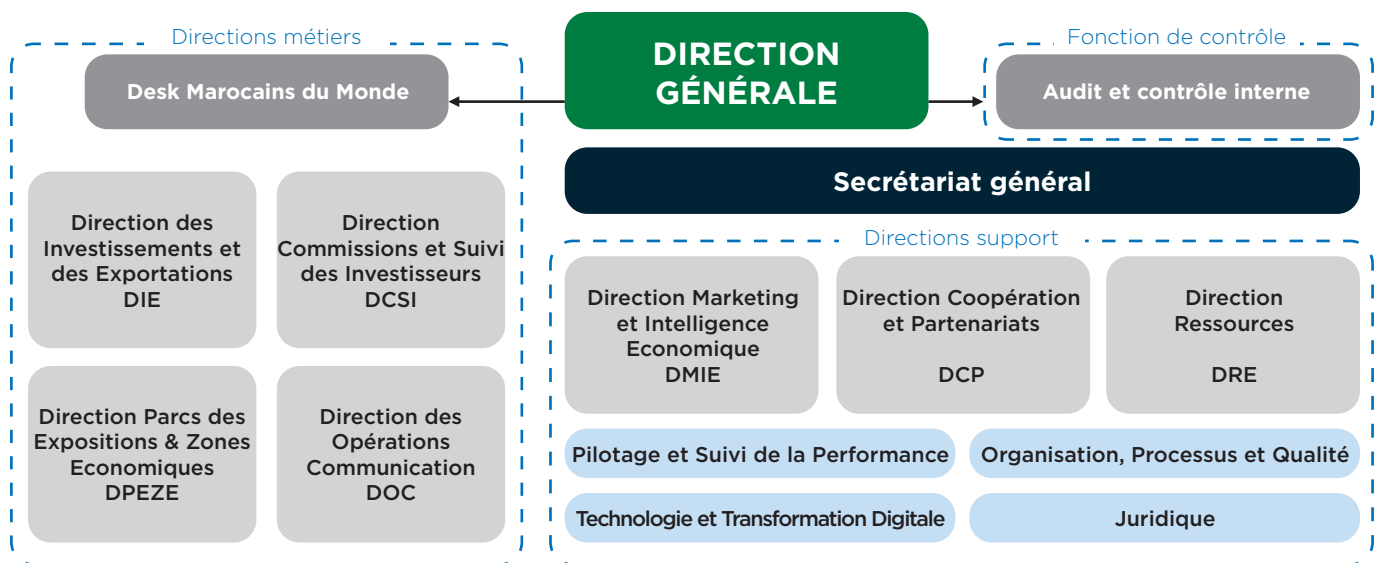 Directions métiers
Desk Marocains du Monde
DIRECTION
GÉNÉRALE
Fonction de contrôle
Audit et contrôle interne
Secrétariat général
Direction des
Investissements et
des Exportations
DIE
Direction
Commissions et Suivi
des Investisseurs
DCSI
Direction Parcs des
Expositions & Zones
Economiques
DPEZE
Direction des
Opérations
Communication
DOC
Directions support
Direction Marketing
et Intelligence
Economique
DMIE
Direction Coopération
et Partenariats
DCP
Direction
Ressources
DRE
Pilotage et Suivi de la Performance
Organisation, Processus et Qualité
Technologie et Transformation Digitale
Juridique